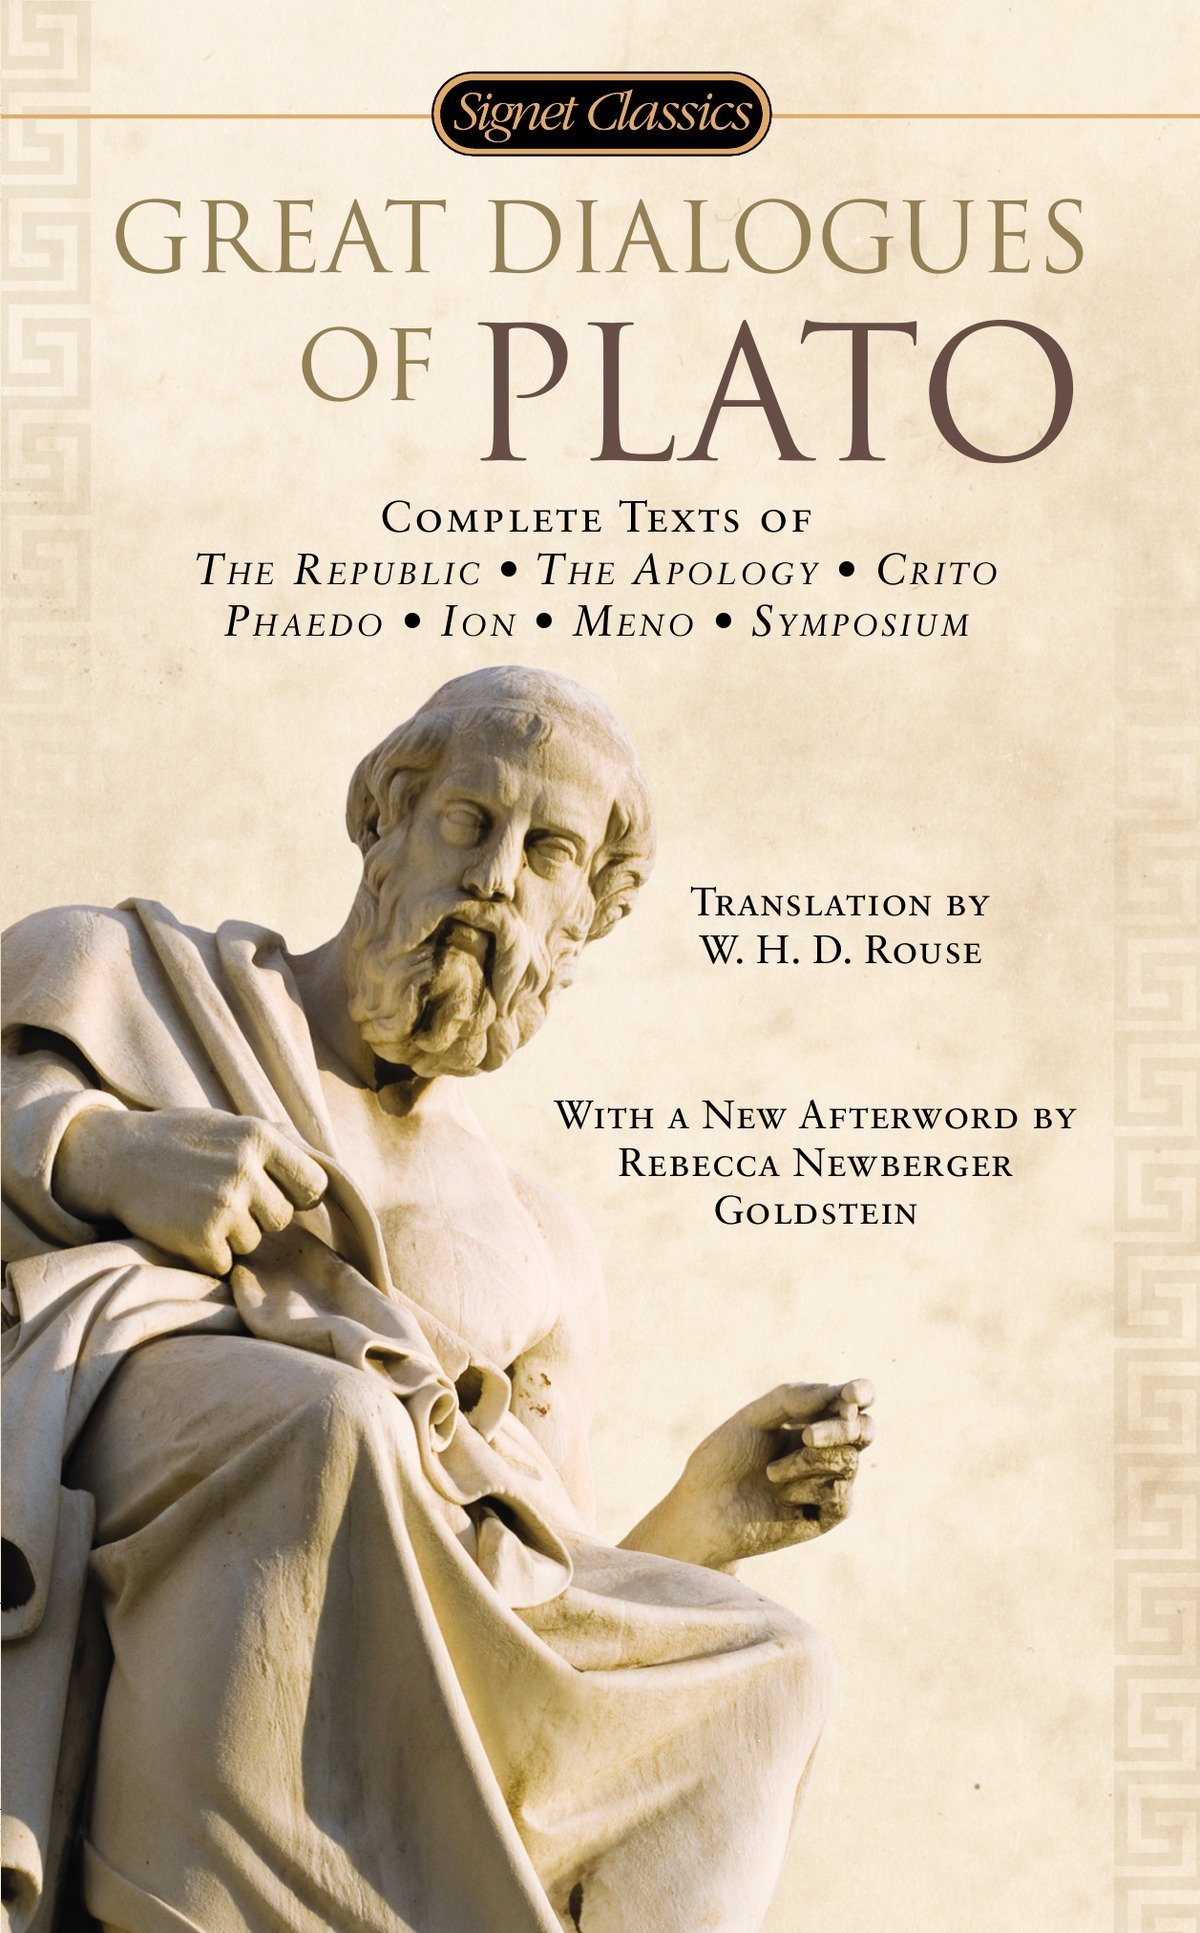 Signet Classics
GREAT DIALOGUES
OF PLATO
COMPLETE TEXTS OF
THE REPUBLIC • THE APOLOGY • CRITO
PHAEDO • ION • MENO • SYMPOSIUM
TRANSLATION BY
W. H. D. ROUSE
WITH A NEW AFTERWORD BY
REBECCA NEWBERGER
GOLDSTEIN